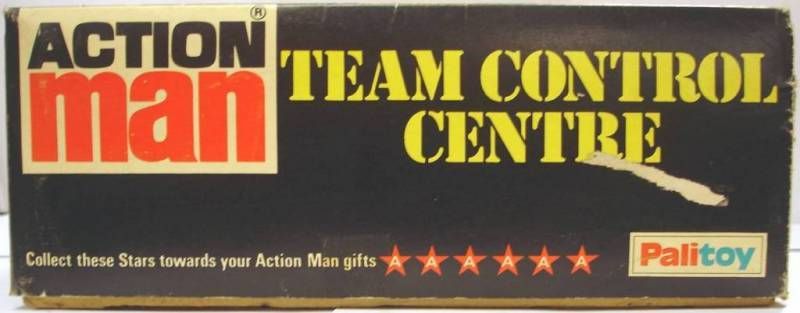 ACTION®
man
TEAM CONTROL
CENTRE
Collect these Stars towards your Action Man gifts A A A A A A
Palitoy